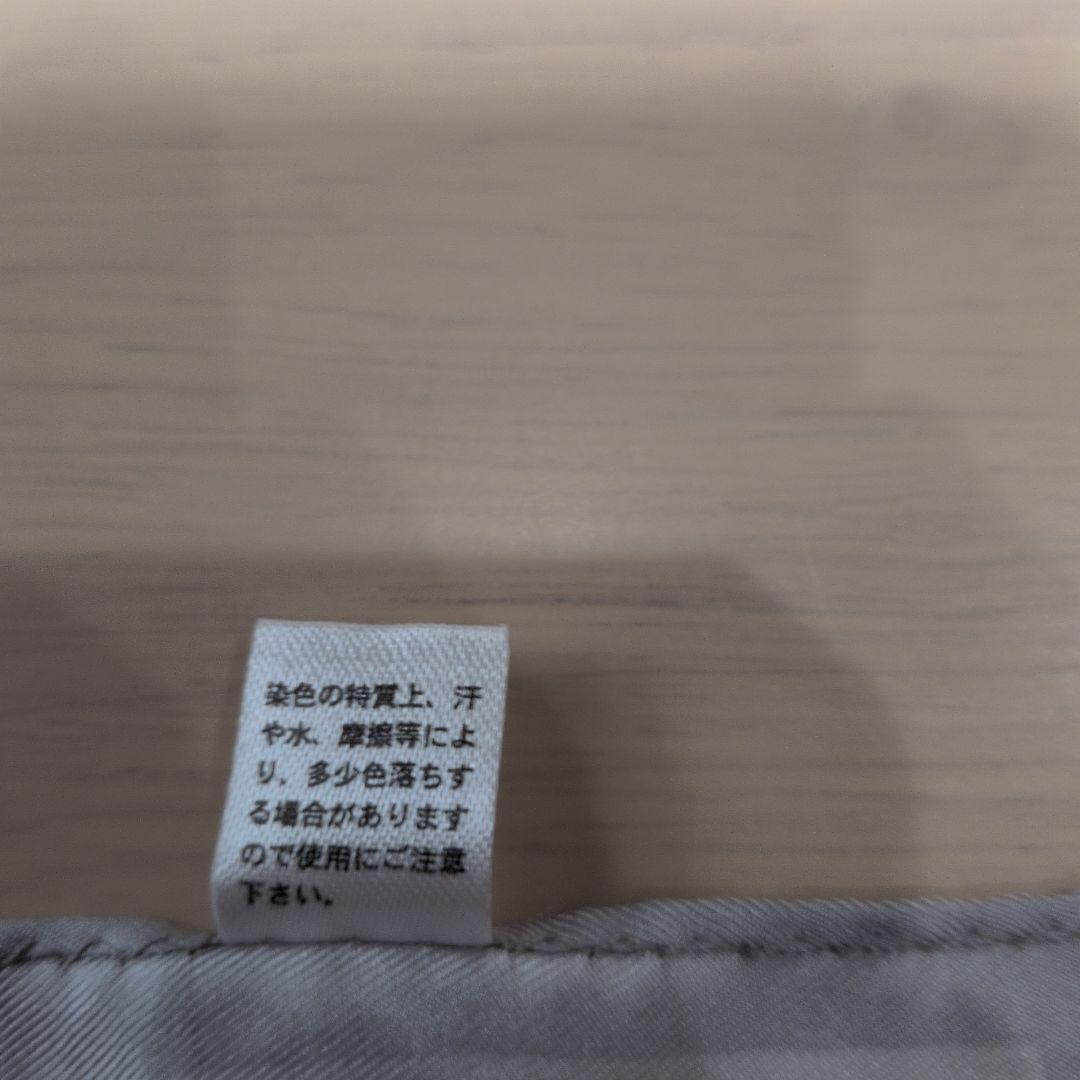 染色の特質上、汗
や水、摩擦等によ
り、多少色落ちす
る場合があります
ので使用にご注意
下さい。